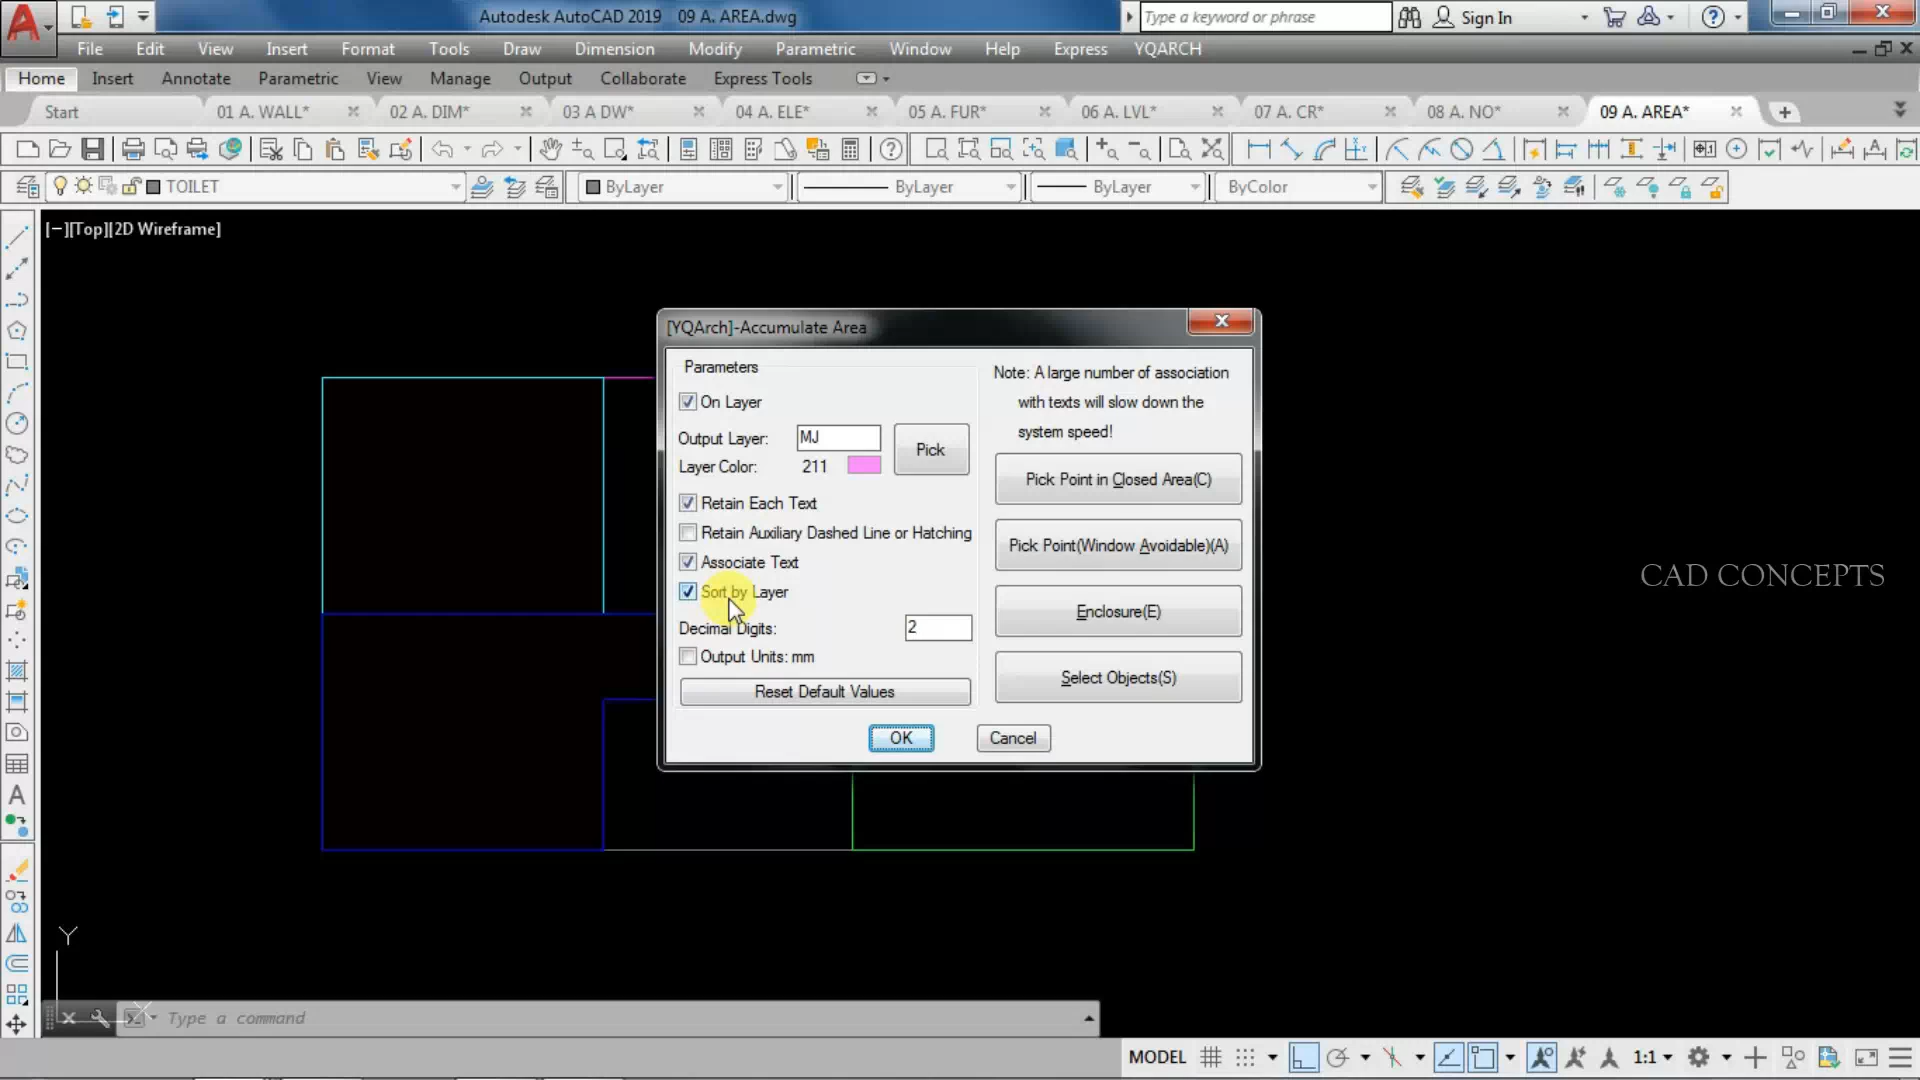 Autodesk AutoCAD 2019    09 A. AREA.dwg
Type a keyword or phrase
Sign In
File Edit View Insert Format Tools Draw Dimension Modify Parametric Window Help Express YQARCH
Home Insert Annotate Parametric View Manage Output Collaborate Express Tools
Start 01 A. WALL* 02 A. DIM* 03 A DW* 04 A. ELE* 05 A. FUR* 06 A. LVL* 07 A. CR* 08 A. NO* 09 A. AREA*
TOILET ByLayer ByLayer ByLayer ByColor
[−][Top][2D Wireframe]
[YQArch]-Accumulate Area
Parameters
On Layer
Output Layer: MJ
Pick
Layer Color: 211
Retain Each Text
Retain Auxiliary Dashed Line or Hatching
Associate Text
Sort by Layer
Decimal Digits: 2
Output Units: mm
Reset Default Values
Note: A large number of association
with texts will slow down the
system speed!
Pick Point in Closed Area(C)
Pick Point(Window Avoidable)(A)
Enclosure(E)
Select Objects(S)
OK Cancel
CAD CONCEPTS
Y
X
Type a command
MODEL 1:1